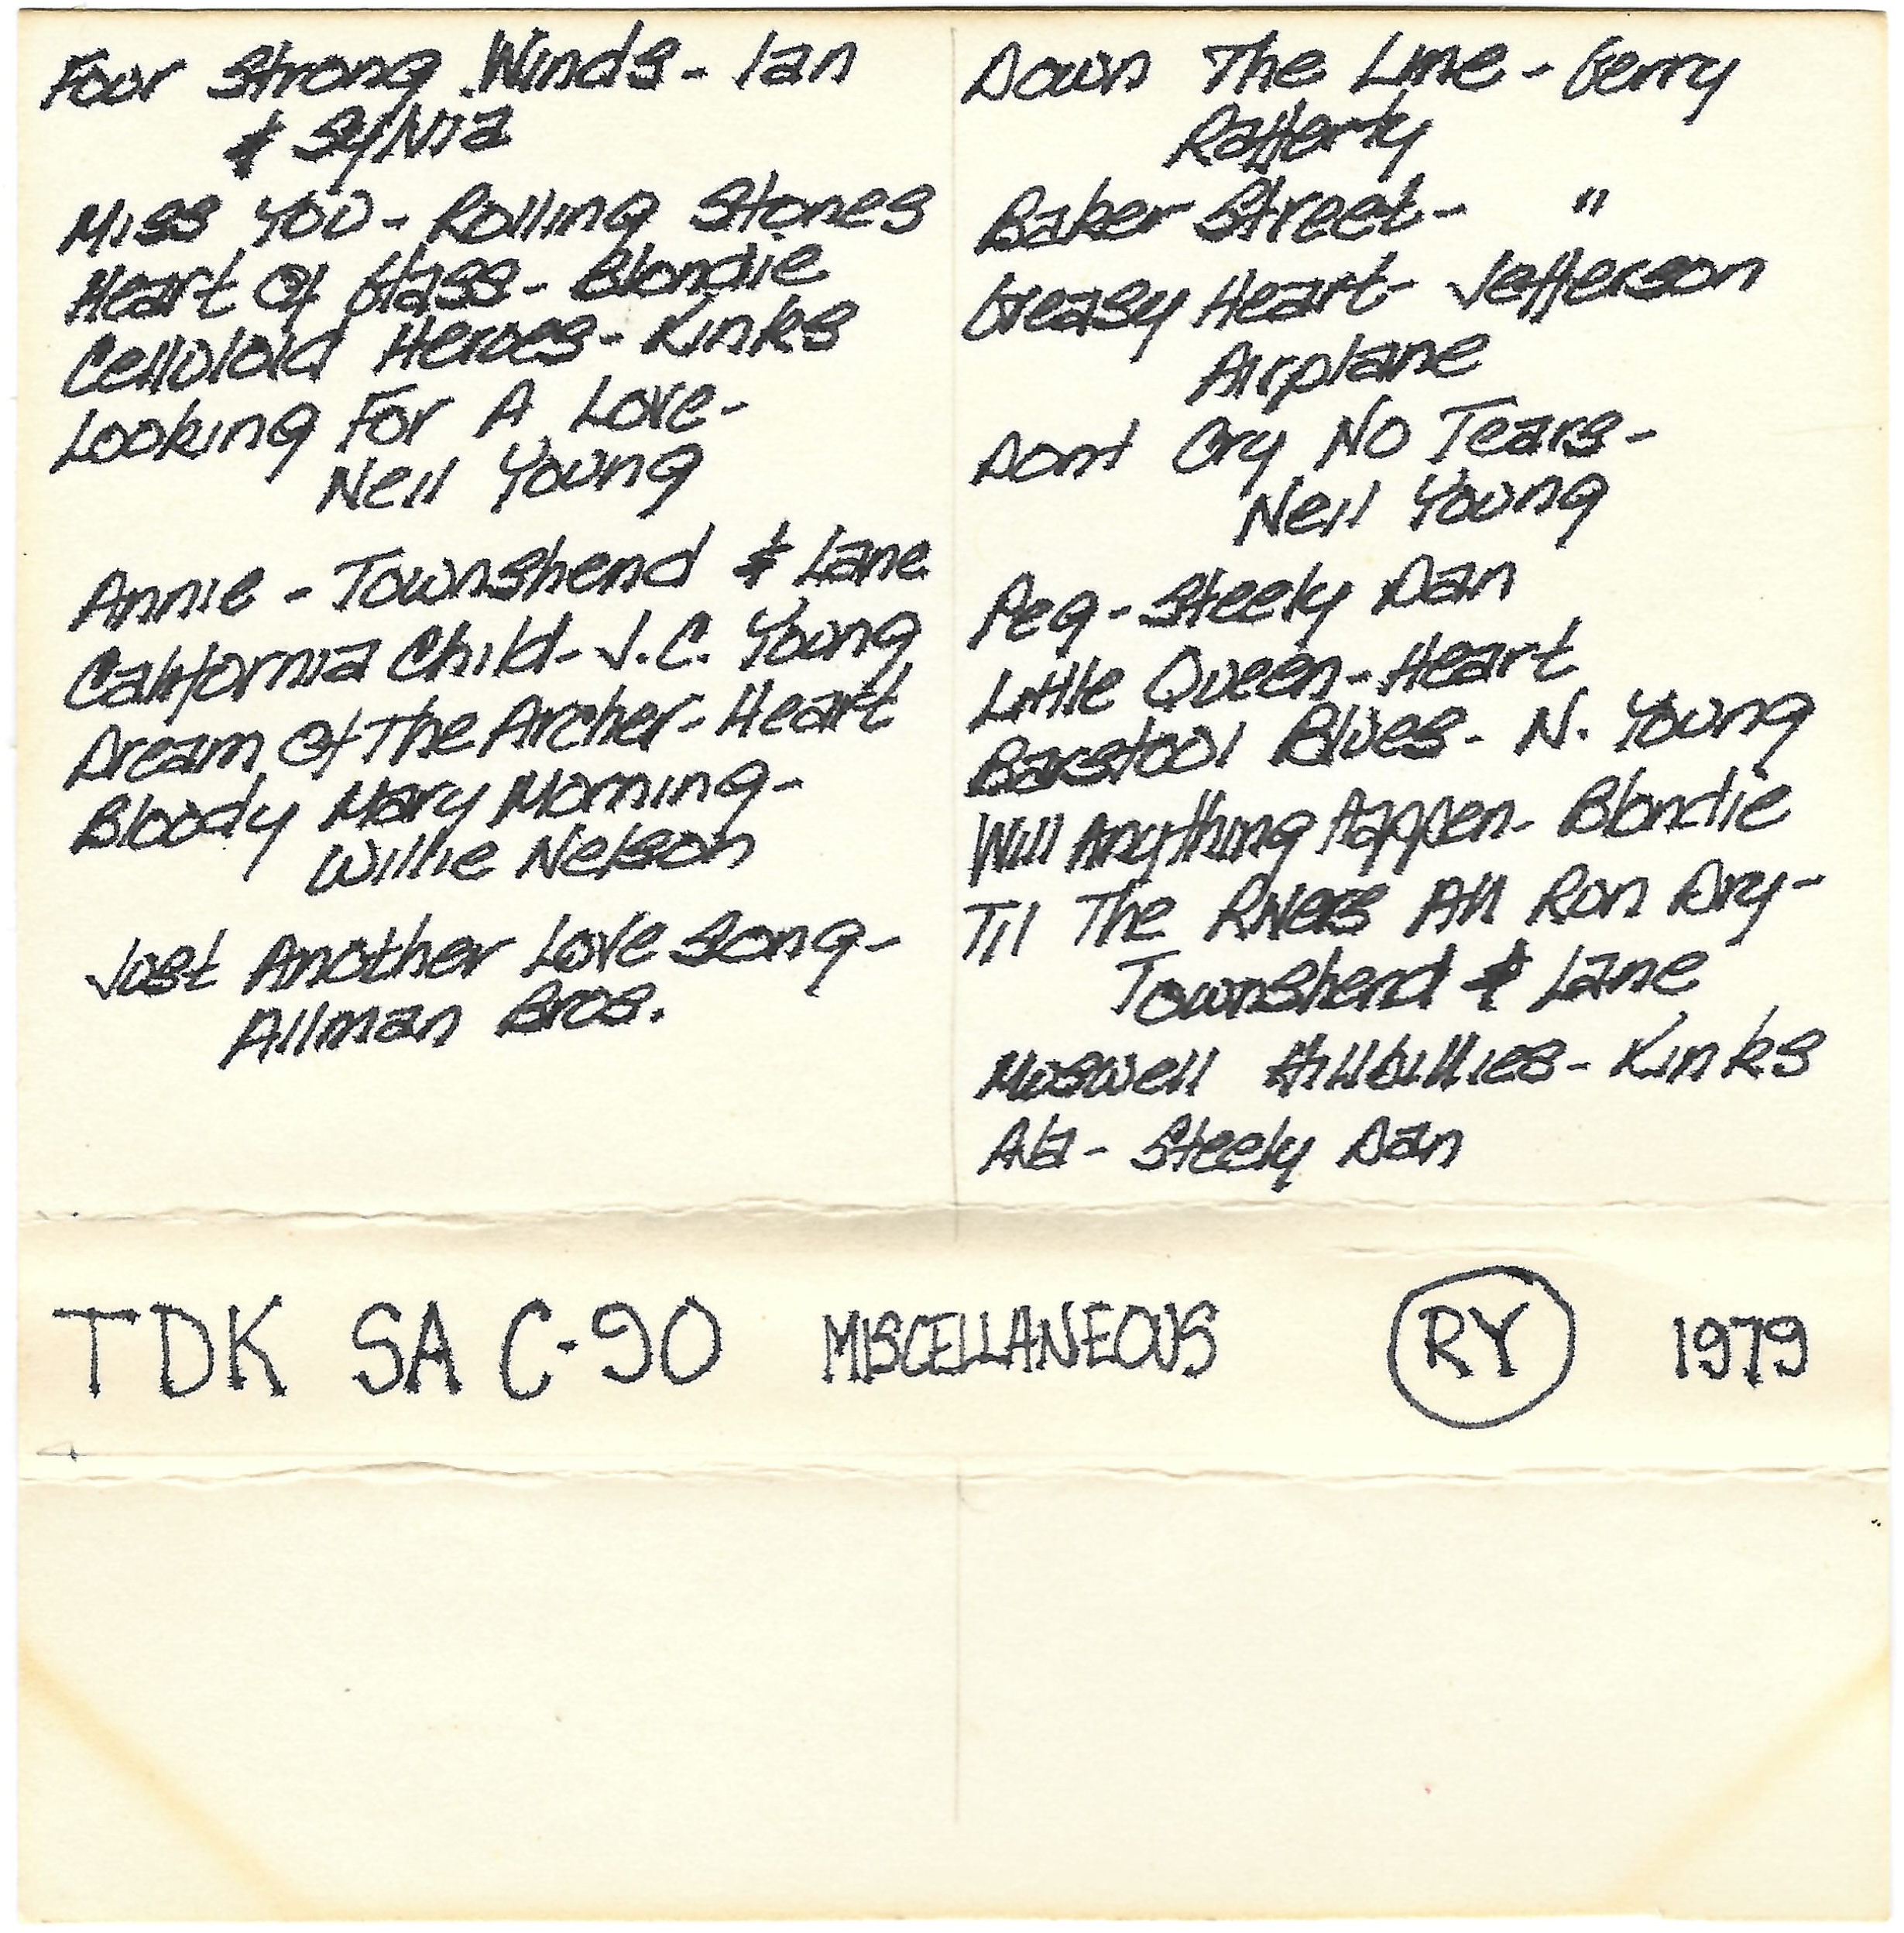 Four Strong Winds - Ian
& Sylvia
Miss You - Rolling Stones
Heart Of Glass - Blondie
Celluloid Heroes - Kinks
Looking For A Love -
Neil Young
Annie - Townshend & Lane
California Child - J.C. Young
Dream Of The Archer - Heart
Bloody Mary Morning -
Willie Nelson
Just Another Love Song -
Allman Bros.
Down The Line - Gerry
Rafferty
Baker Street - "
Greasy Heart - Jefferson
Airplane
Dont Cry No Tears -
Neil Young
Peg - Steely Dan
Little Queen - Heart
Barstool Blues - N. Young
Will Anything Happen - Blondie
Til The Rivers All Run Dry -
Townshend & Lane
Muswell Hillbillies - Kinks
Aja - Steely Dan
TDK SA C-90 MISCELLANEOUS RY 1979